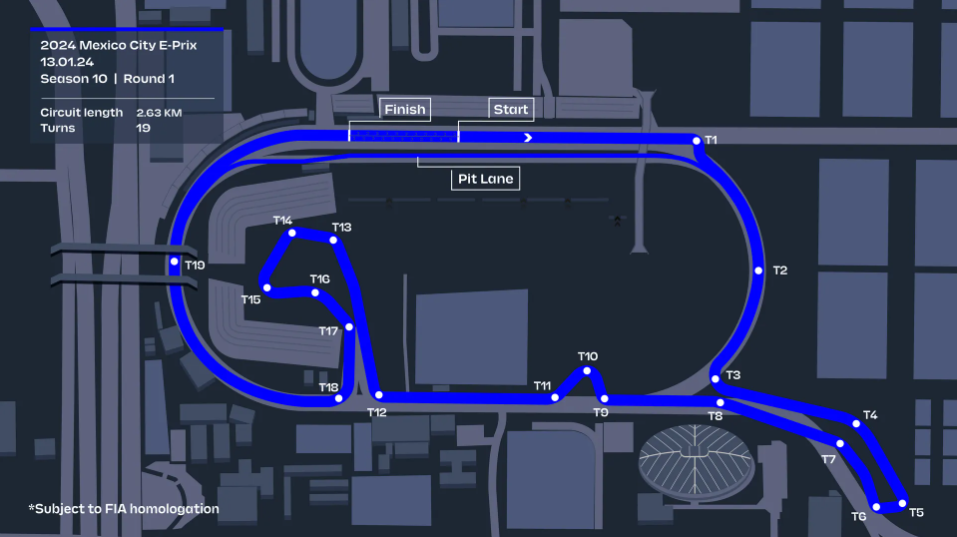 2024 Mexico City E-Prix
13.01.24
Season 10 | Round 1
Circuit length 2.63 KM
Turns 19
Finish
Start
T1
Pit Lane
T14
T13
T19
T2
T16
T15
T17
T10
T3
T18
T11
T9
T12
T8
T4
T7
T6
T5
*Subject to FIA homologation